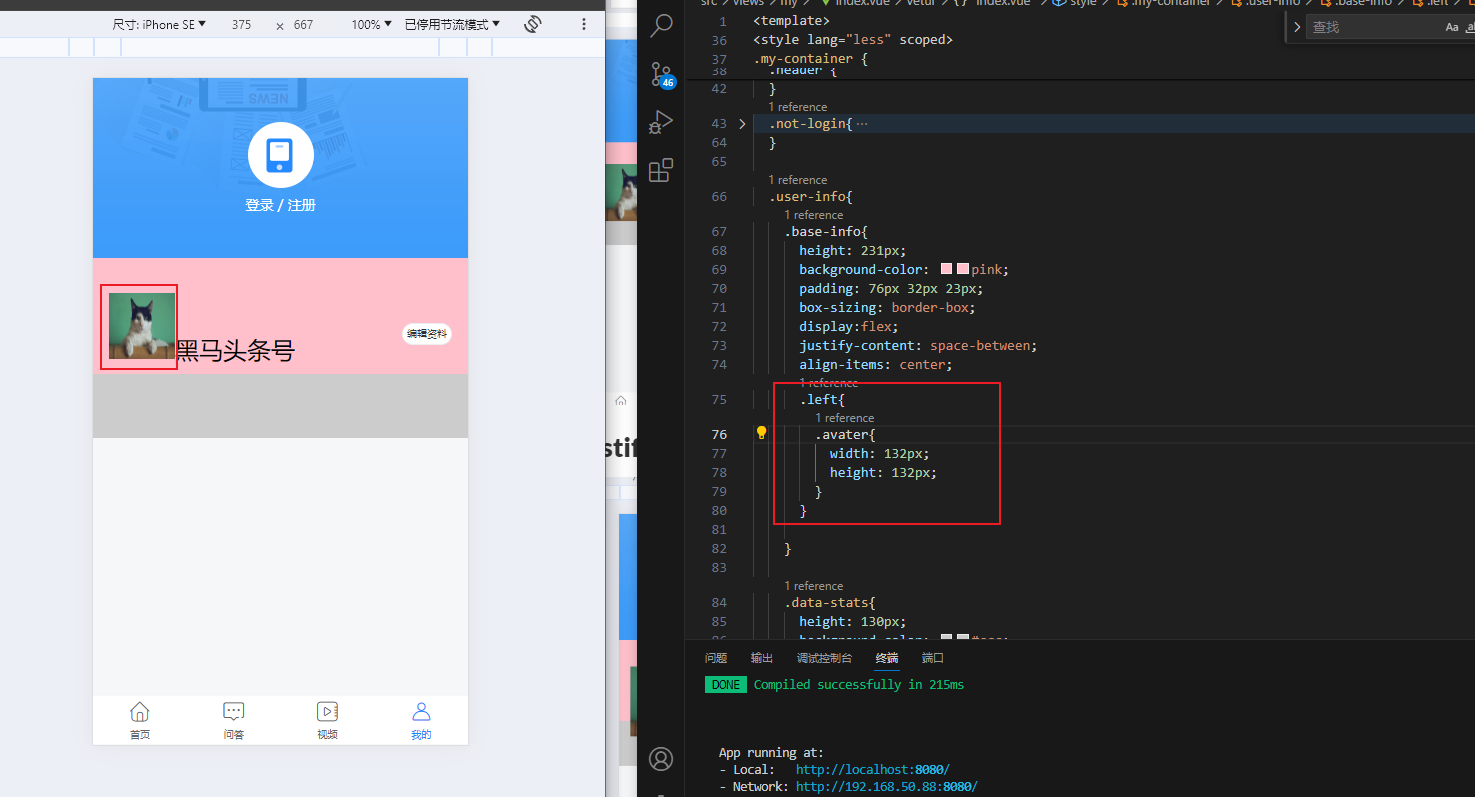 尺寸: iPhone SE ▼ 375 × 667 100% ▼ 已停用节流模式 ▼
NEWS
登录 / 注册
黑马头条号
编辑资料
首页 问答 视频 我的
46
src > views > my > index.vue > Vetur > {} "index.vue" > style > .my-container > .user-info > .base-info > .left
查找
Aa
1 <template>
36 <style lang="less" scoped>
37 .my-container {
38 .header {
42 }
1 reference
43 .not-login{ ···
64 }
65
1 reference
66 .user-info{
1 reference
67 .base-info{
68 height: 231px;
69 background-color: pink;
70 padding: 76px 32px 23px;
71 box-sizing: border-box;
72 display:flex;
73 justify-content: space-between;
74 align-items: center;
1 reference
75 .left{
1 reference
76 .avater{
77 width: 132px;
78 height: 132px;
79 }
80 }
81
82 }
83
1 reference
84 .data-stats{
85 height: 130px;
86 background-color: #ccc;
问题 输出 调试控制台 终端 端口
DONE Compiled successfully in 215ms
App running at:
- Local: http://localhost:8080/
- Network: http://192.168.50.88:8080/